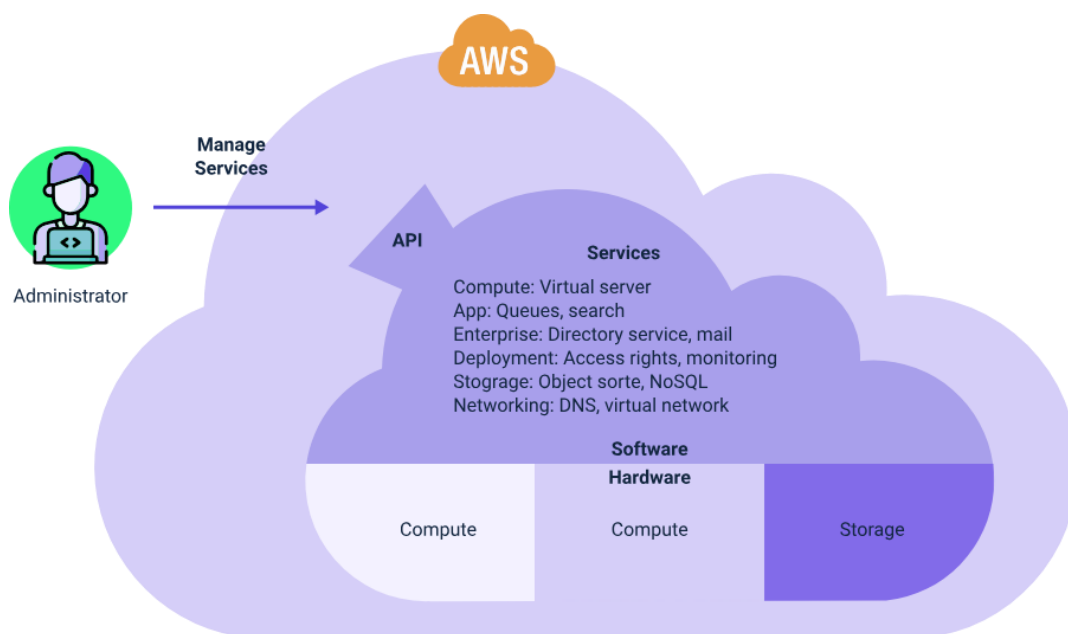 AWS
Manage
Services
Administrator
API
Services
Compute: Virtual server
App: Queues, search
Enterprise: Directory service, mail
Deployment: Access rights, monitoring
Stograge: Object sorte, NoSQL
Networking: DNS, virtual network
Software
Hardware
Compute
Compute
Storage